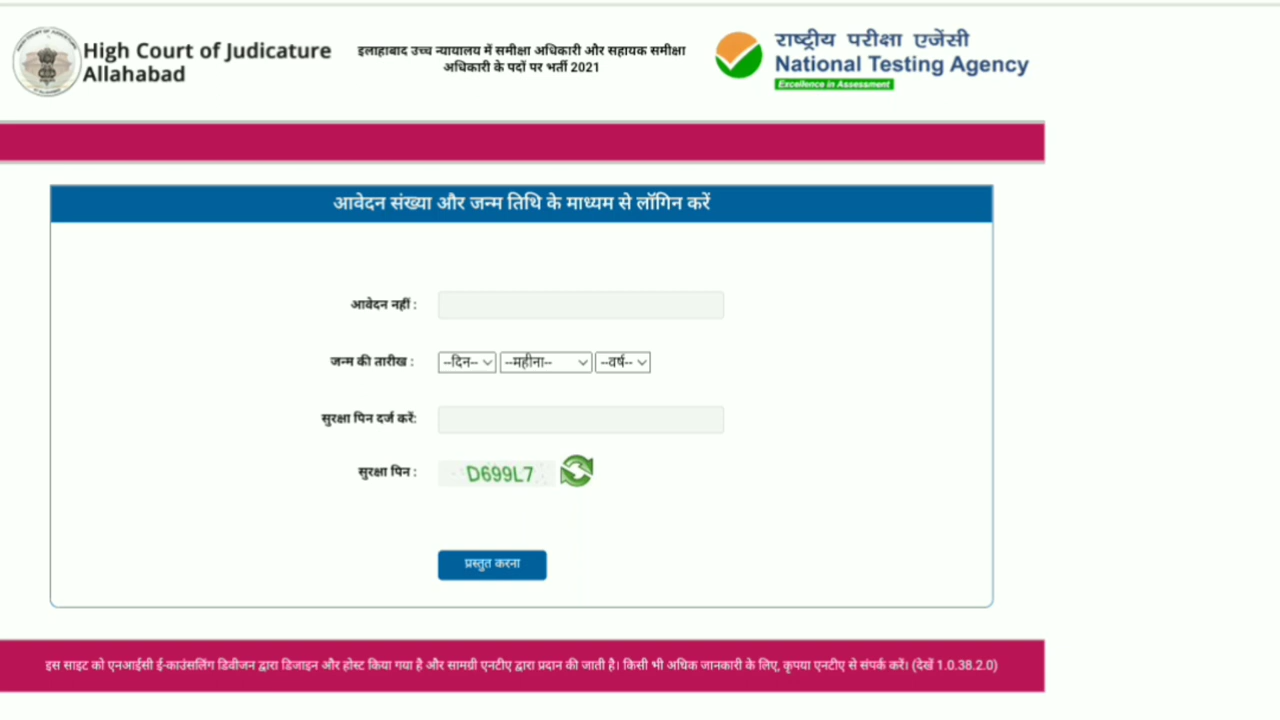 High Court of Judicature
Allahabad
इलाहाबाद उच्च न्यायालय में समीक्षा अधिकारी और सहायक समीक्षा
अधिकारी के पदों पर भर्ती 2021
राष्ट्रीय परीक्षा एजेंसी
National Testing Agency
Excellence in Assessment
आवेदन संख्या और जन्म तिथि के माध्यम से लॉगिन करें
आवेदन नहीं :
जन्म की तारीख :
--दिन-- --महीना-- --वर्ष--
सुरक्षा पिन दर्ज करें:
सुरक्षा पिन : D699L7
प्रस्तुत करना
इस साइट को एनआईसी ई-काउंसलिंग डिवीजन द्वारा डिजाइन और होस्ट किया गया है और सामग्री एनटीए द्वारा प्रदान की जाती है। किसी भी अधिक जानकारी के लिए, कृपया एनटीए से संपर्क करें। (देखें 1.0.38.2.0)